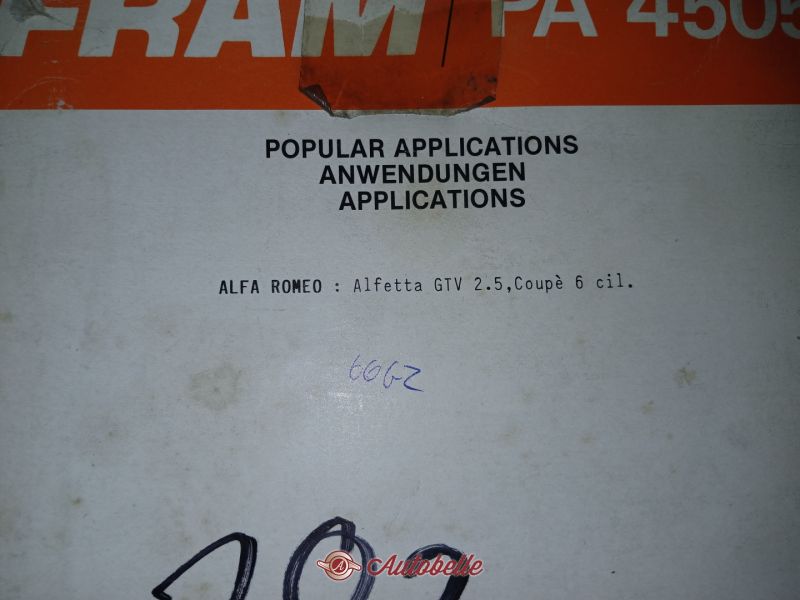 FRAM PA 4505
POPULAR APPLICATIONS
ANWENDUNGEN
APPLICATIONS
ALFA ROMEO : Alfetta GTV 2.5,Coupè 6 cil.
Autobelle